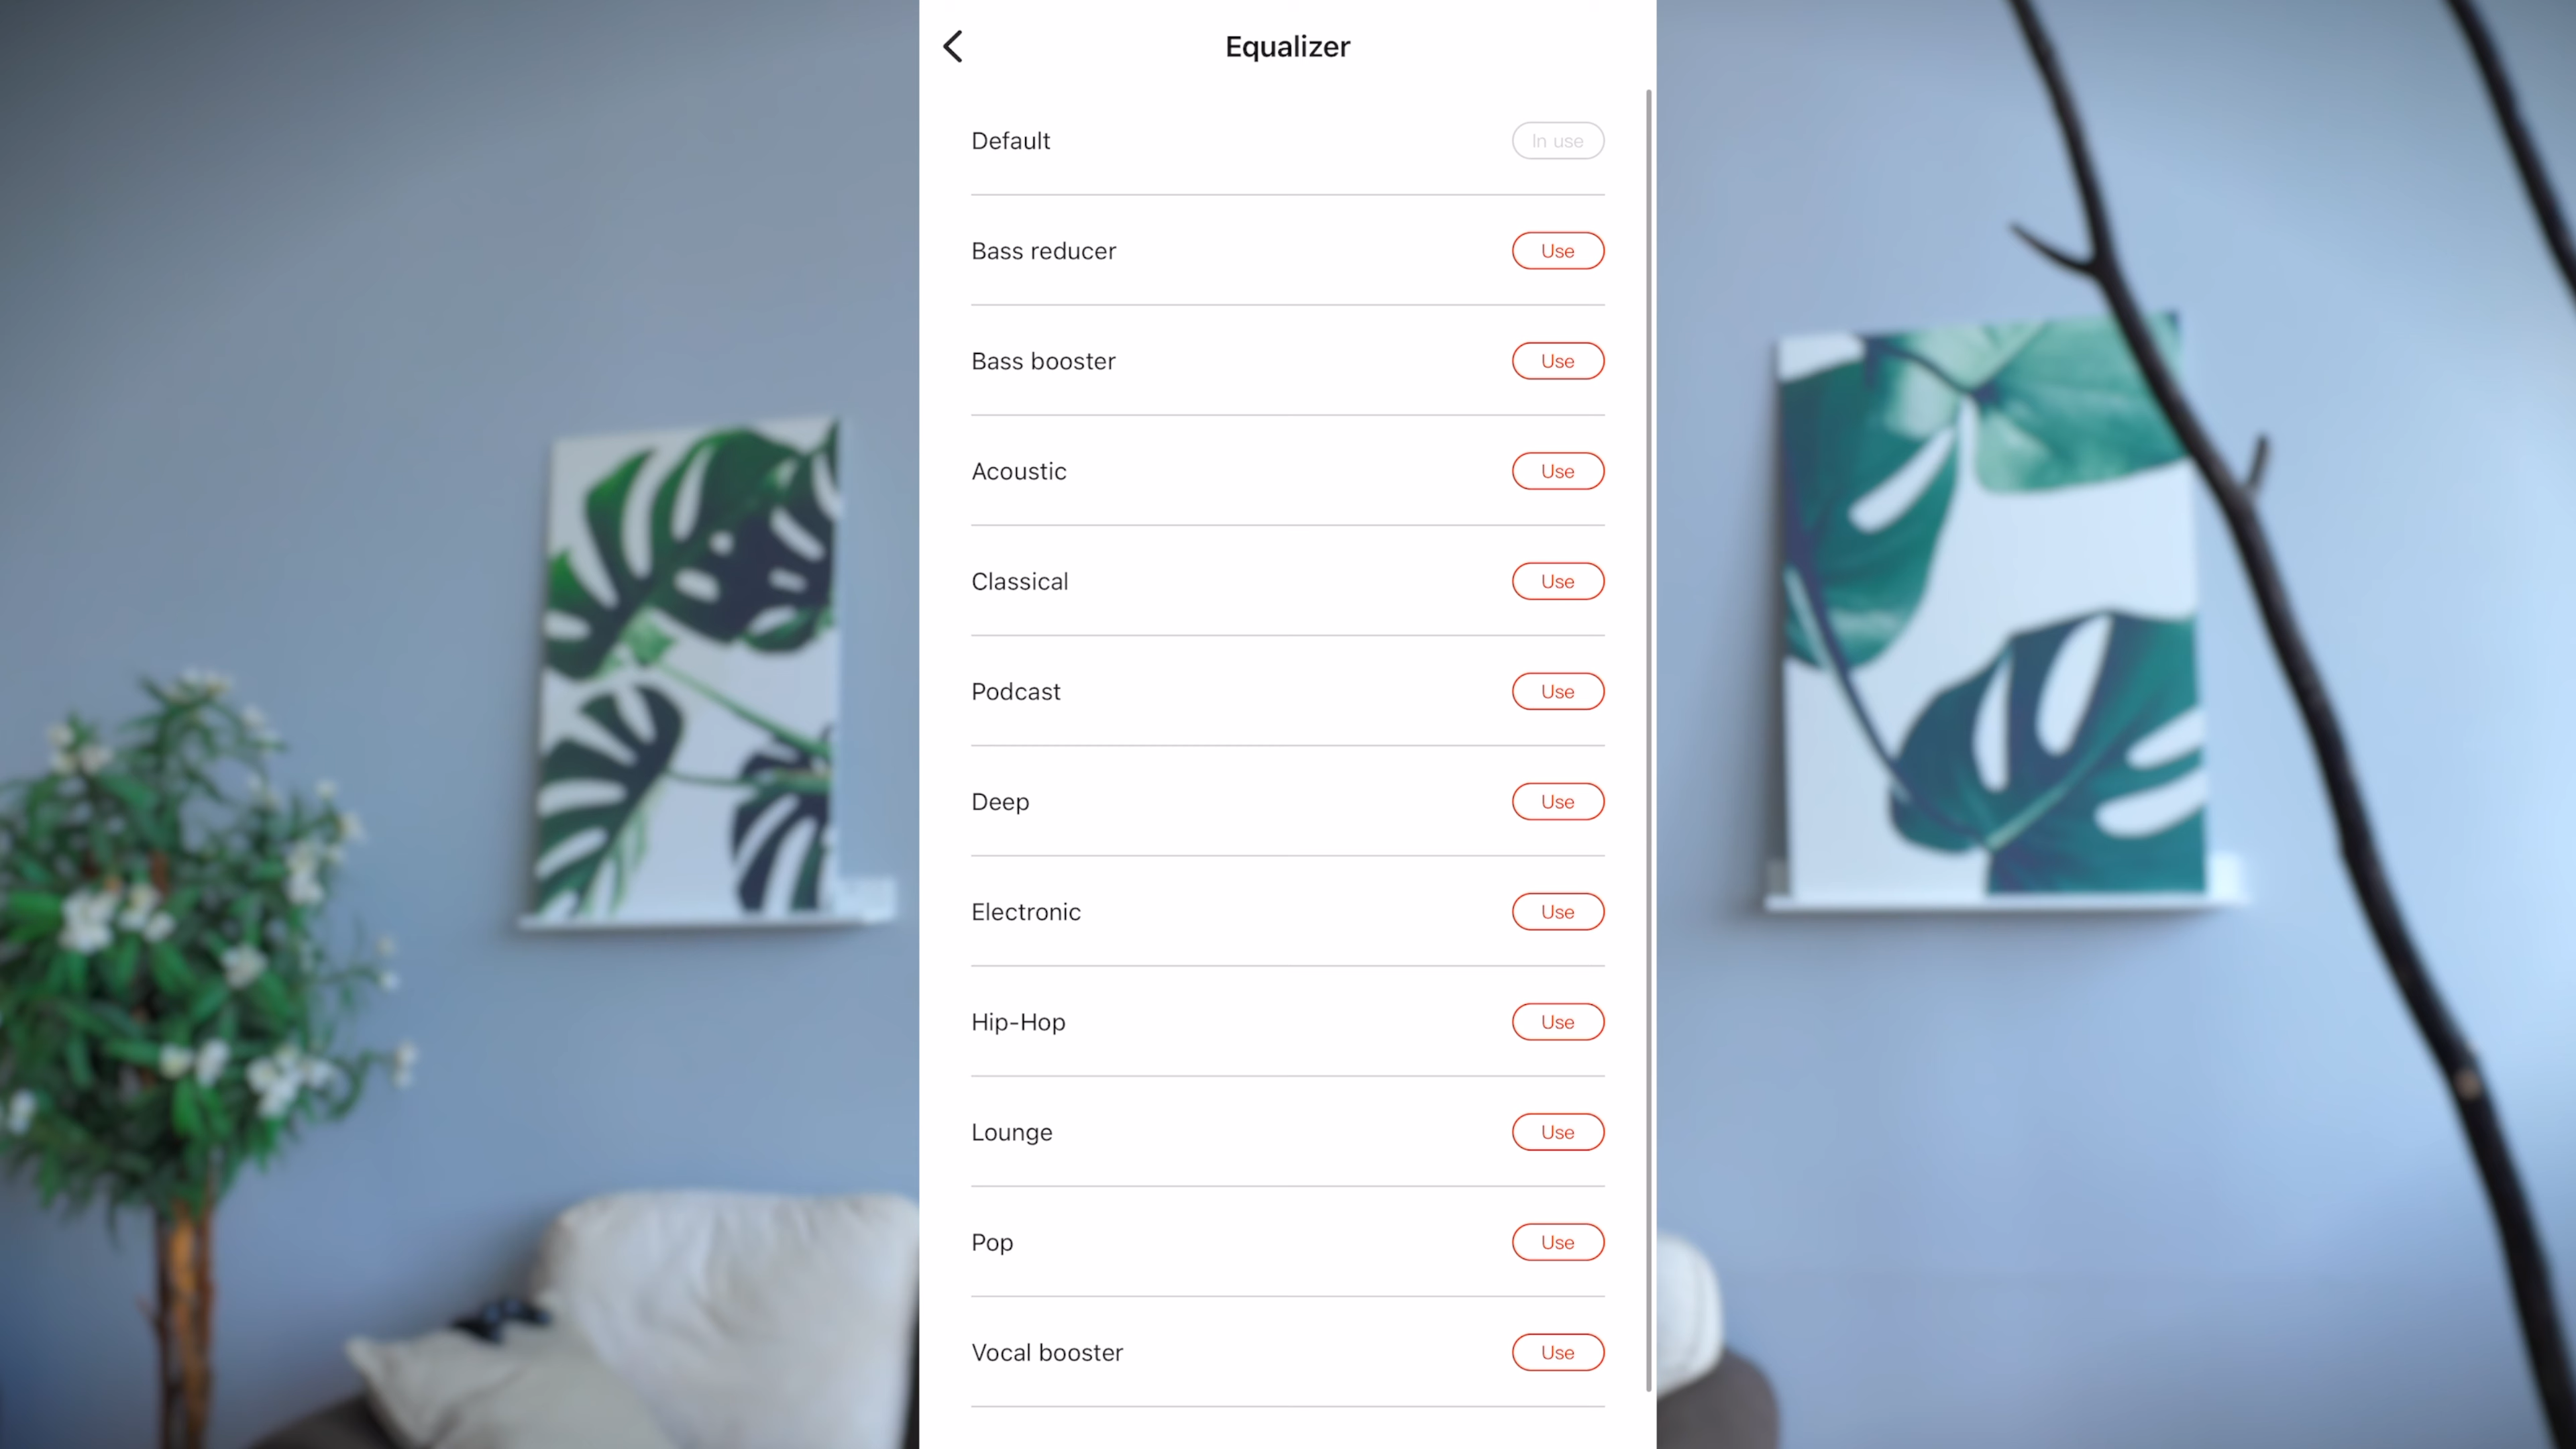 Equalizer
Default In use
Bass reducer Use
Bass booster Use
Acoustic Use
Classical Use
Podcast Use
Deep Use
Electronic Use
Hip-Hop Use
Lounge Use
Pop Use
Vocal booster Use